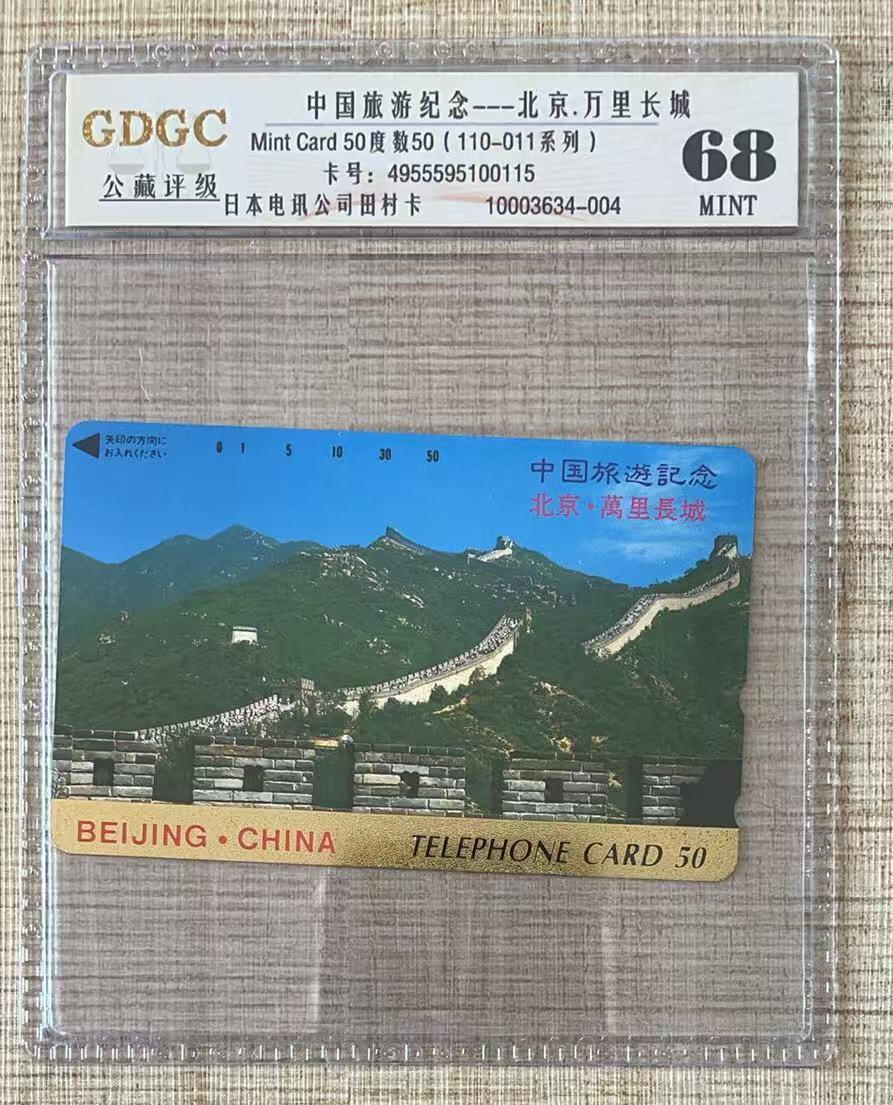 中国旅游纪念---北京.万里长城
GDGC
Mint Card 50度数50(110-011系列)
68
卡号：4955595100115
公藏评级
日本电讯公司田村卡 10003634-004
MINT
矢印の方向に
お入れください
0 1 5 10 30 50
中国旅遊記念
北京·萬里長城
BEIJING·CHINA
TELEPHONE CARD 50